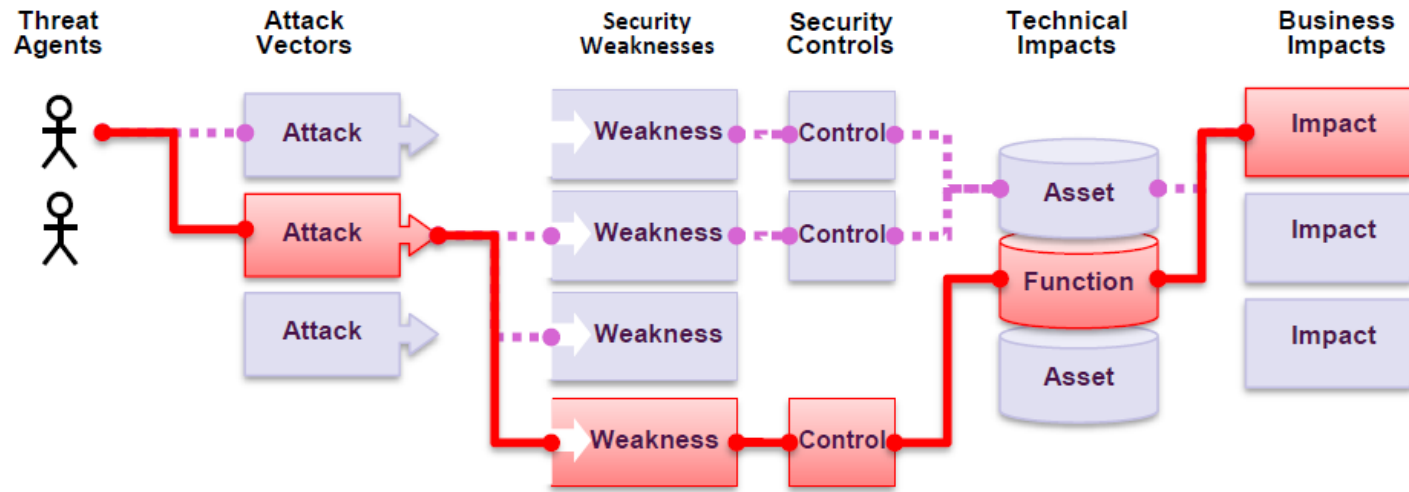 Threat
Agents
Attack
Vectors
Security
Weaknesses
Security
Controls
Technical
Impacts
Business
Impacts
Attack
Weakness
Control
Impact
Asset
Attack
Weakness
Control
Impact
Function
Attack
Weakness
Impact
Asset
Weakness
Control